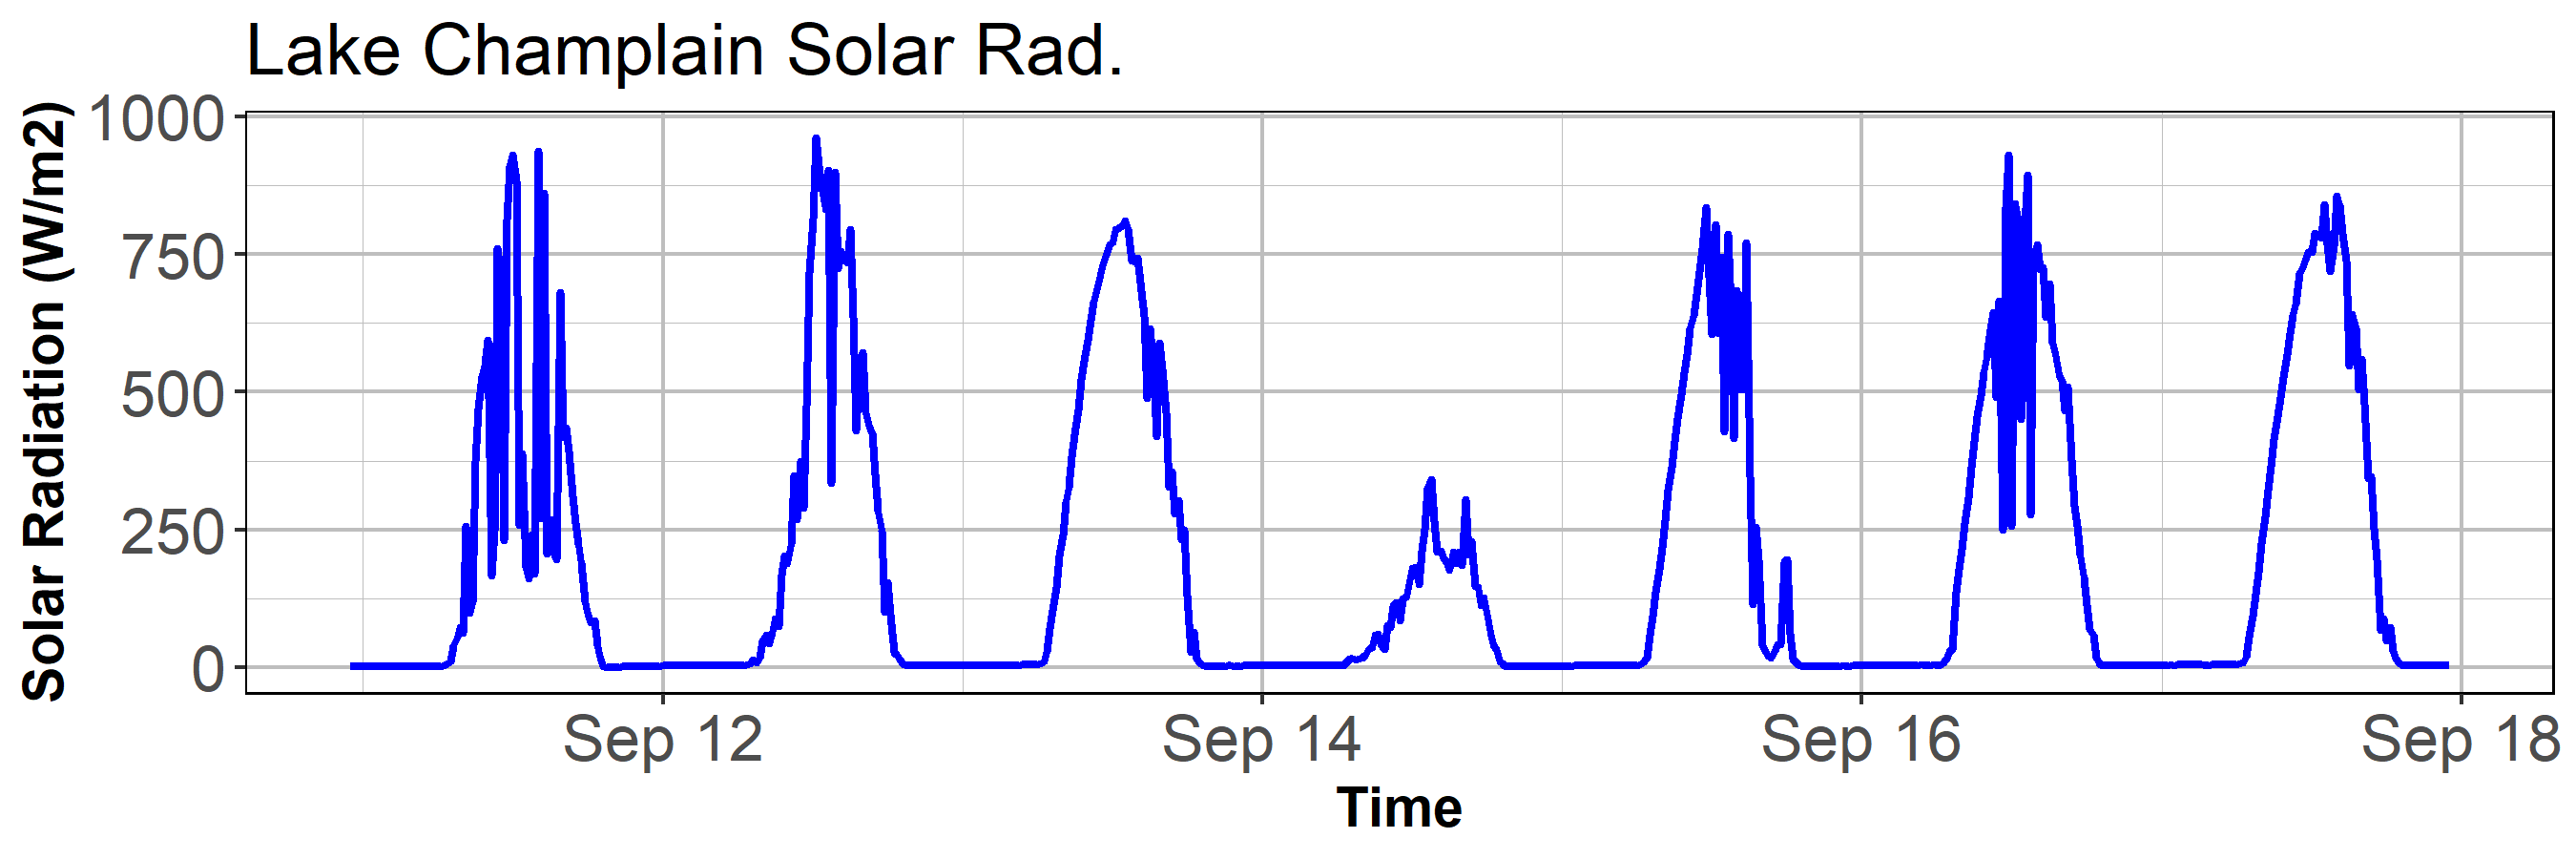 Lake Champlain Solar Rad.
Solar Radiation (W/m2)
1000
750
500
250
0
Sep 12 Sep 14 Sep 16 Sep 18
Time